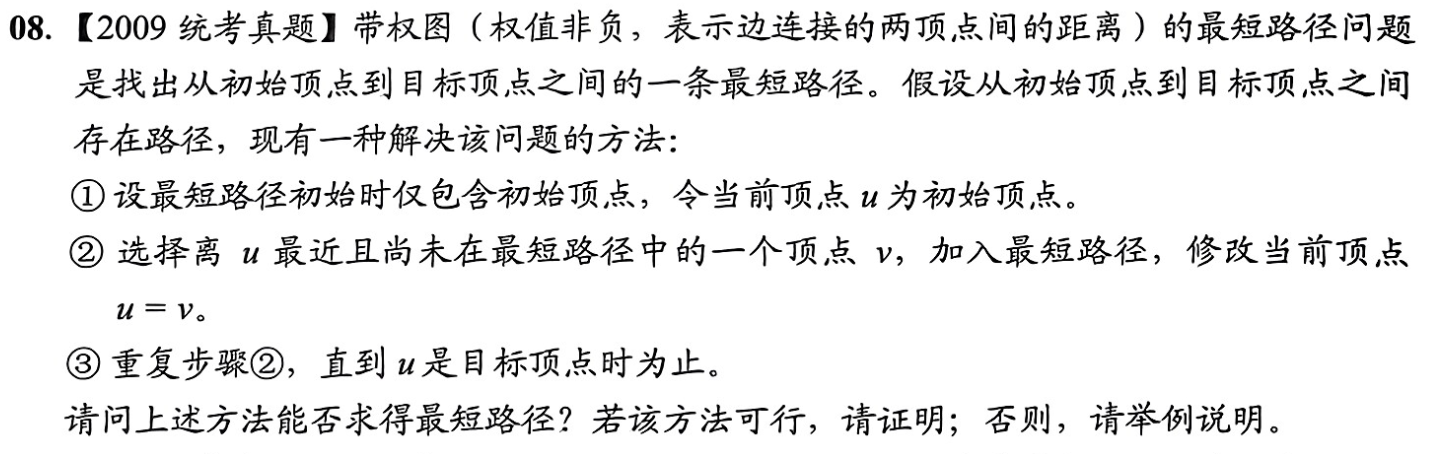 08.【2009 统考真题】带权图（权值非负，表示边连接的两顶点间的距离）的最短路径问题
是找出从初始顶点到目标顶点之间的一条最短路径。假设从初始顶点到目标顶点之间
存在路径，现有一种解决该问题的方法：
①设最短路径初始时仅包含初始顶点，令当前顶点 u 为初始顶点。
②选择离 u 最近且尚未在最短路径中的一个顶点 v，加入最短路径，修改当前顶点
u = v。
③重复步骤②，直到 u 是目标顶点时为止。
请问上述方法能否求得最短路径？若该方法可行，请证明；否则，请举例说明。